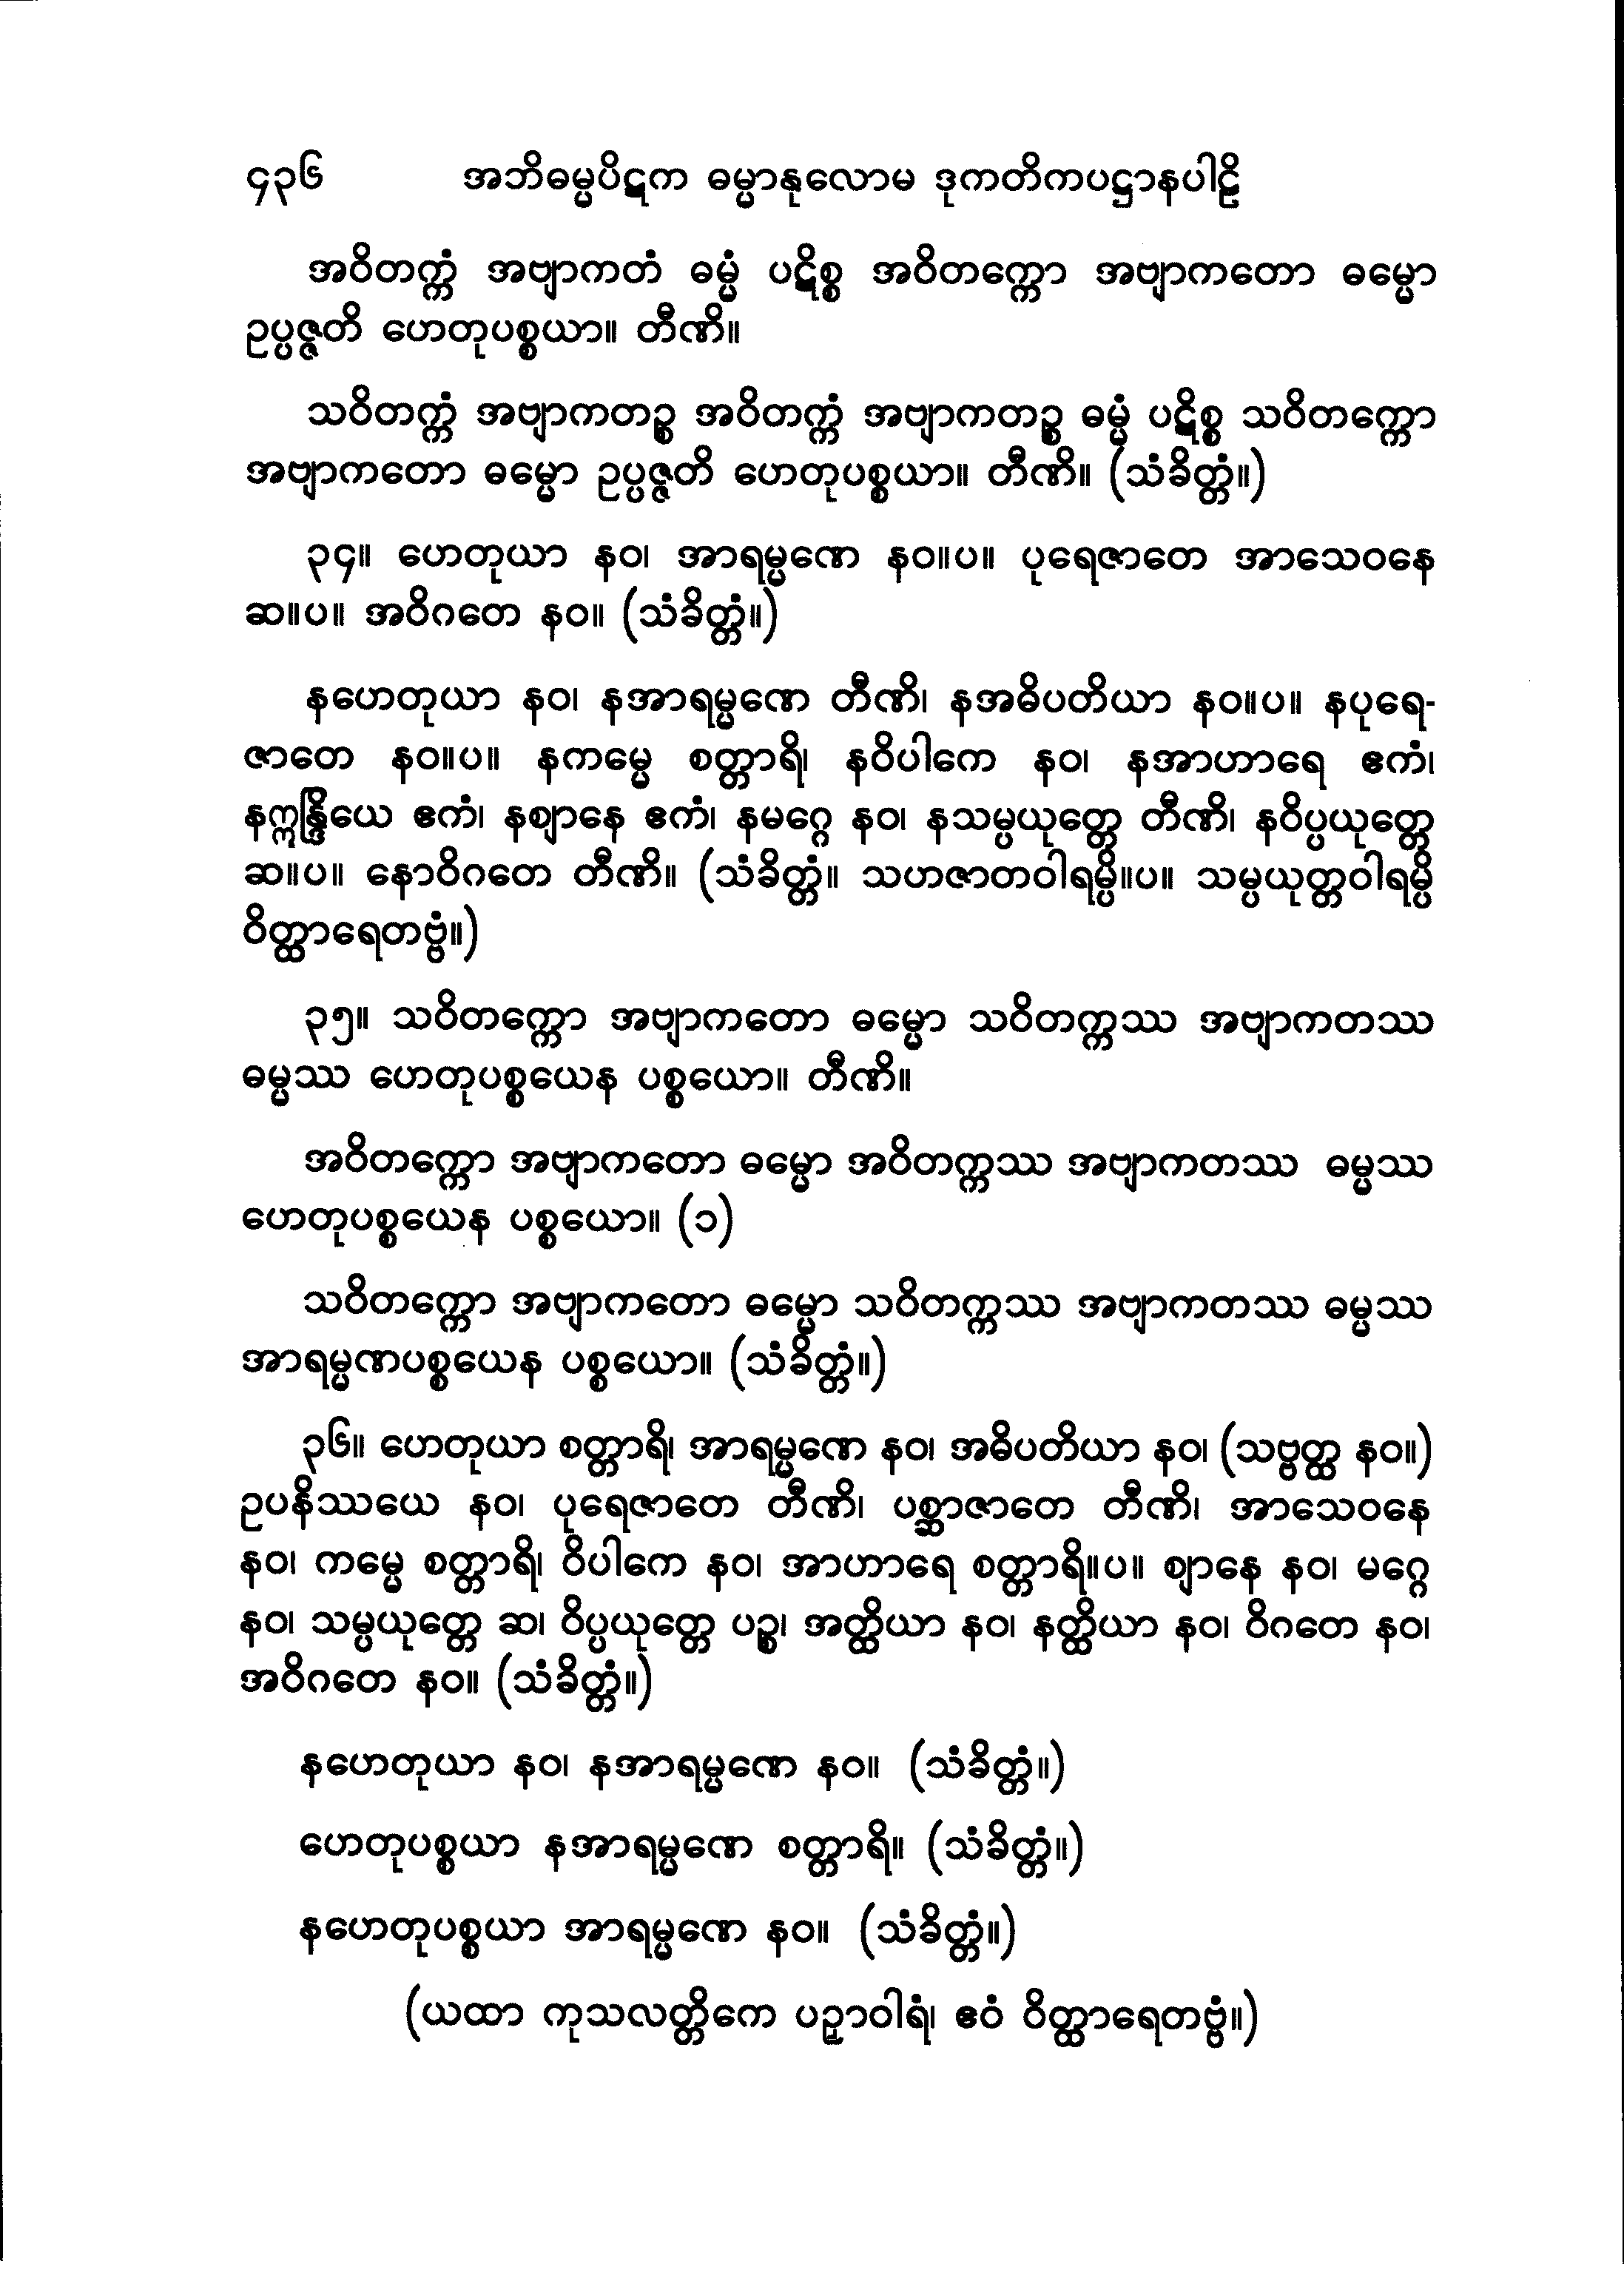 ၄၃၆ အဘိဓမ္မပိဋက ဓမ္မာနုလောမ ဒုကတိကပဋ္ဌာနပါဠိ
အဝိတက္ကံ အဗျာကတံ ဓမ္မံ ပဋိစ္စ အဝိတက္ကော အဗျာကတော ဓမ္မော
ဥပ္ပဇ္ဇတိ ဟေတုပစ္စယာ။ တီဏိ။
သဝိတက္ကံ အဗျာကတဉ္စ အဝိတက္ကံ အဗျာကတဉ္စ ဓမ္မံ ပဋိစ္စ သဝိတက္ကော
အဗျာကတော ဓမ္မော ဥပ္ပဇ္ဇတိ ဟေတုပစ္စယာ။ တီဏိ။ (သံခိတ္တံ။)
၃၄။ ဟေတုယာ နဝ၊ အာရမ္မဏေ နဝ။ပ။ ပုရေဇာတေ အာသေဝနေ
ဆ။ပ။ အဝိဂတေ နဝ။ (သံခိတ္တံ။)
နဟေတုယာ နဝ၊ နအာရမ္မဏေ တီဏိ၊ နအဓိပတိယာ နဝ။ပ။ နပုရေ-
ဇာတေ နဝ။ပ။ နကမ္မေ စတ္တာရိ၊ နဝိပါကေ နဝ၊ နအာဟာရေ ဧကံ၊
နဣန္ဒြိယေ ဧကံ၊ နဈာနေ ဧကံ၊ နမဂ္ဂေ နဝ၊ နသမ္ပယုတ္တေ တီဏိ၊ နဝိပ္ပယုတ္တေ
ဆ။ပ။ နောဝိဂတေ တီဏိ။ (သံခိတ္တံ။ သဟဇာတဝါရမ္ပိ။ပ။ သမ္ပယုတ္တဝါရမ္ပိ
ဝိတ္ထာရေတဗ္ဗံ။)
၃၅။ သဝိတက္ကော အဗျာကတော ဓမ္မော သဝိတက္ကဿ အဗျာကတဿ
ဓမ္မဿ ဟေတုပစ္စယေန ပစ္စယော။ တီဏိ။
အဝိတက္ကော အဗျာကတော ဓမ္မော အဝိတက္ကဿ အဗျာကတဿ ဓမ္မဿ
ဟေတုပစ္စယေန ပစ္စယော။ (၁)
သဝိတက္ကော အဗျာကတော ဓမ္မော သဝိတက္ကဿ အဗျာကတဿ ဓမ္မဿ
အာရမ္မဏပစ္စယေန ပစ္စယော။ (သံခိတ္တံ။)
၃၆။ ဟေတုယာ စတ္တာရိ၊ အာရမ္မဏေ နဝ၊ အဓိပတိယာ နဝ၊ (သဗ္ဗတ္ထ နဝ။)
ဥပနိဿယေ နဝ၊ ပုရေဇာတေ တီဏိ၊ ပစ္ဆာဇာတေ တီဏိ၊ အာသေဝနေ
နဝ၊ ကမ္မေ စတ္တာရိ၊ ဝိပါကေ နဝ၊ အာဟာရေ စတ္တာရိ။ပ။ ဈာနေ နဝ၊ မဂ္ဂေ
နဝ၊ သမ္ပယုတ္တေ ဆ၊ ဝိပ္ပယုတ္တေ ပဉ္စ၊ အတ္ထိယာ နဝ၊ နတ္ထိယာ နဝ၊ ဝိဂတေ နဝ၊
အဝိဂတေ နဝ။ (သံခိတ္တံ။)
နဟေတုယာ နဝ၊ နအာရမ္မဏေ နဝ။ (သံခိတ္တံ။)
ဟေတုပစ္စယာ နအာရမ္မဏေ စတ္တာရိ။ (သံခိတ္တံ။)
နဟေတုပစ္စယာ အာရမ္မဏေ နဝ။ (သံခိတ္တံ။)
(ယထာ ကုသလတ္တိကေ ပဉှာဝါရံ၊ ဧဝံ ဝိတ္ထာရေတဗ္ဗံ။)